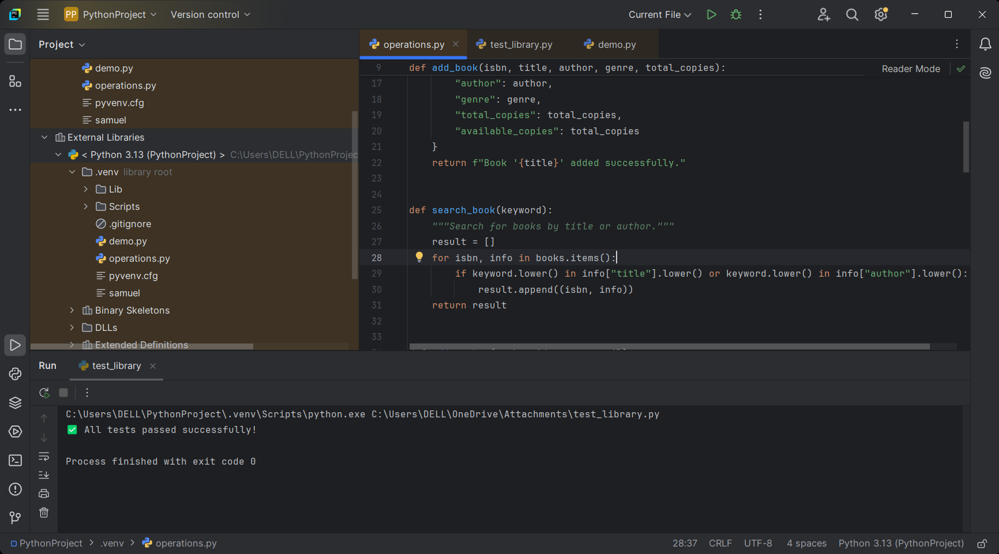 PC
PP PythonProject Version control Current File
Project
operations.py test_library.py demo.py
demo.py
operations.py
pyvenv.cfg
samuel
External Libraries
< Python 3.13 (PythonProject) > C:\Users\DELL\PythonProjec
.venv library root
Lib
Scripts
.gitignore
demo.py
operations.py
pyvenv.cfg
samuel
Binary Skeletons
DLLs
Extended Definitions
Reader Mode
9 def add_book(isbn, title, author, genre, total_copies):
17 "author": author,
18 "genre": genre,
19 "total_copies": total_copies,
20 "available_copies": total_copies
21 }
22 return f"Book '{title}' added successfully."
23
24
25 def search_book(keyword):
26 """Search for books by title or author."""
27 result = []
28 for isbn, info in books.items():
29 if keyword.lower() in info["title"].lower() or keyword.lower() in info["author"].lower():
30 result.append((isbn, info))
31 return result
32
33
Run test_library
C:\Users\DELL\PythonProject\.venv\Scripts\python.exe C:\Users\DELL\OneDrive\Attachments\test_library.py
✅ All tests passed successfully!
Process finished with exit code 0
PythonProject > .venv > operations.py
28:37 CRLF UTF-8 4 spaces Python 3.13 (PythonProject)